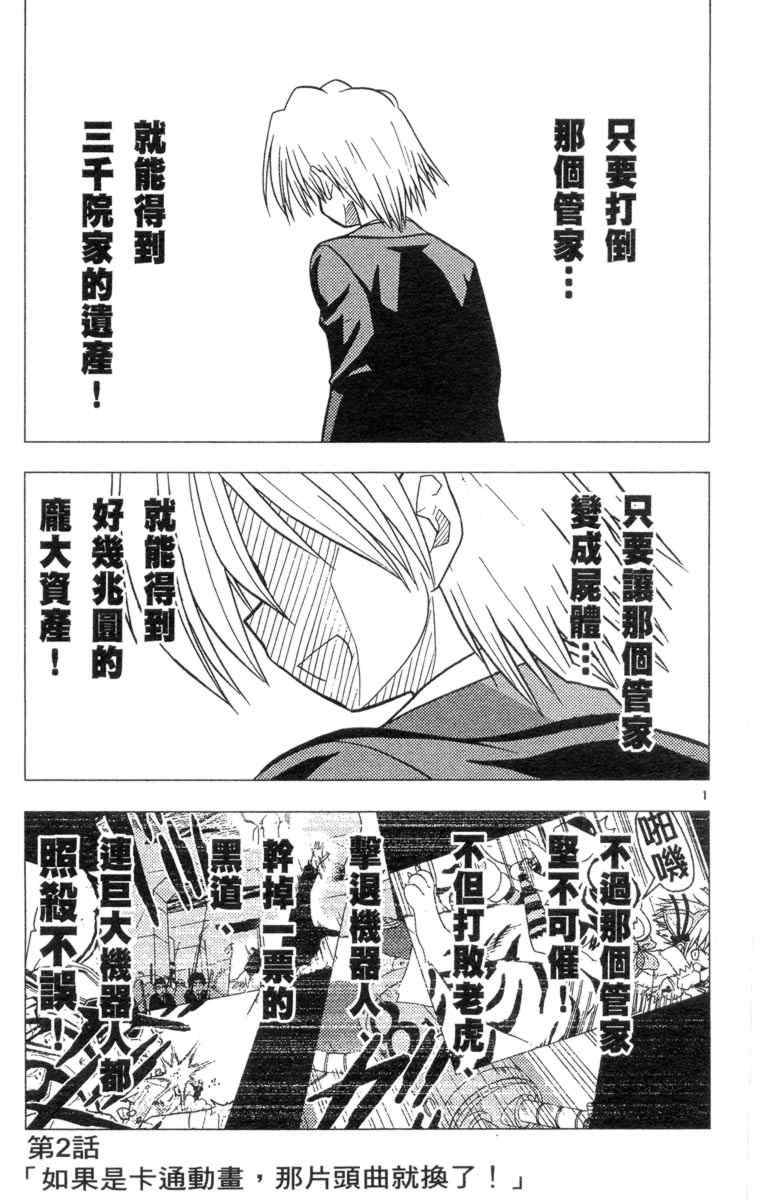 只要打倒
那個管家…
就能得到
三千院家的遺產！
只要讓那個管家
變成屍體…
就能得到
好幾兆圓的
龐大資產！
1
不過那個管家
堅不可催！
不但打敗老虎、
擊退機器人、
幹掉一票的
黑道、
連巨大機器人都
照殺不誤！
第2話
「如果是卡通動畫，那片頭曲就換了！」